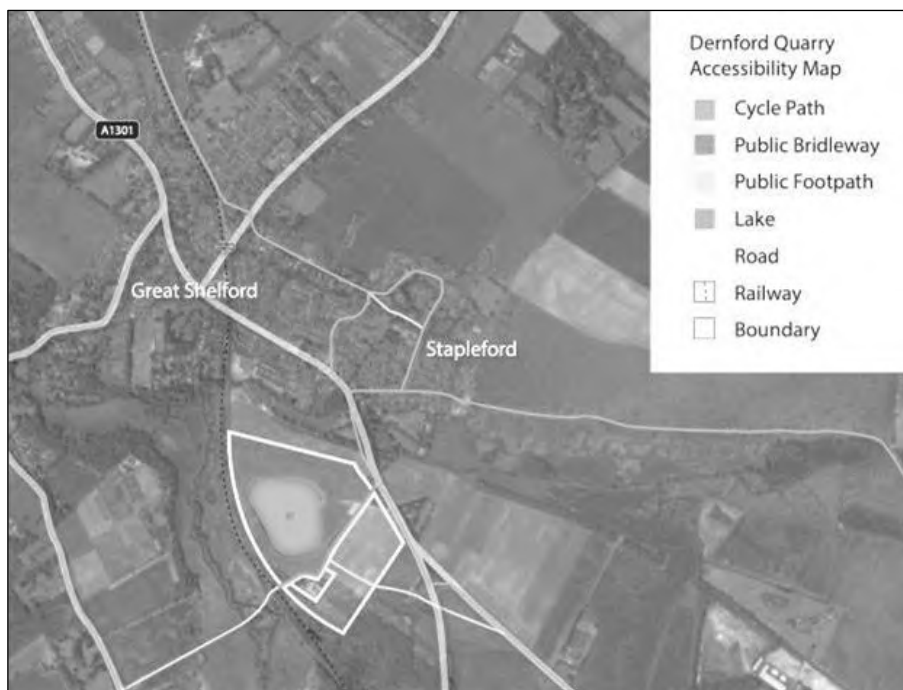 Dernford Quarry
Accessibility Map
Cycle Path
Public Bridleway
Public Footpath
Lake
Road
Railway
Boundary
A1301
Great Shelford
Stapleford